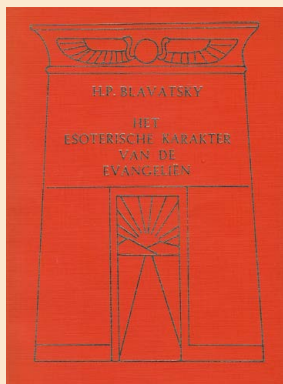 H.P. BLAVATSKY
HET
ESOTERISCHE KARAKTER
VAN DE
EVANGELIËN